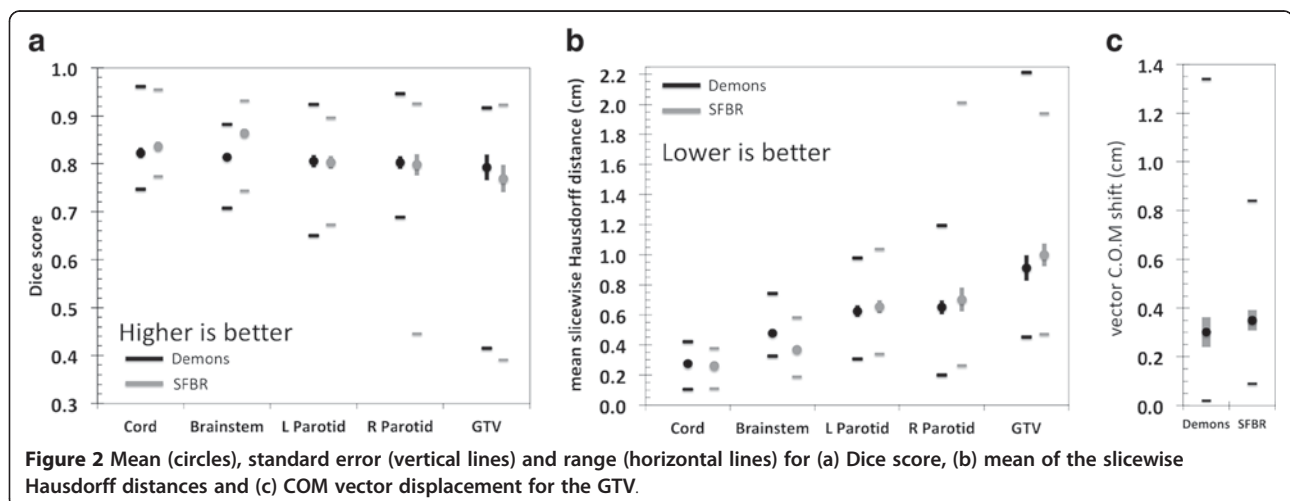 a
1.0
0.9
0.8
0.7
0.6
0.5
0.4
0.3
Dice score
Higher is better
Demons
SFBR
Cord Brainstem L Parotid R Parotid GTV
b
2.2
2.0
1.8
1.6
1.4
1.2
1.0
0.8
0.6
0.4
0.2
0.0
mean slicewise Hausdorff distance (cm)
Demons
SFBR
Lower is better
Cord Brainstem L Parotid R Parotid GTV
c
1.4
1.2
1.0
0.8
0.6
0.4
0.2
0.0
vector C.O.M shift (cm)
Demons SFBR
Figure 2 Mean (circles), standard error (vertical lines) and range (horizontal lines) for (a) Dice score, (b) mean of the slicewise
Hausdorff distances and (c) COM vector displacement for the GTV.